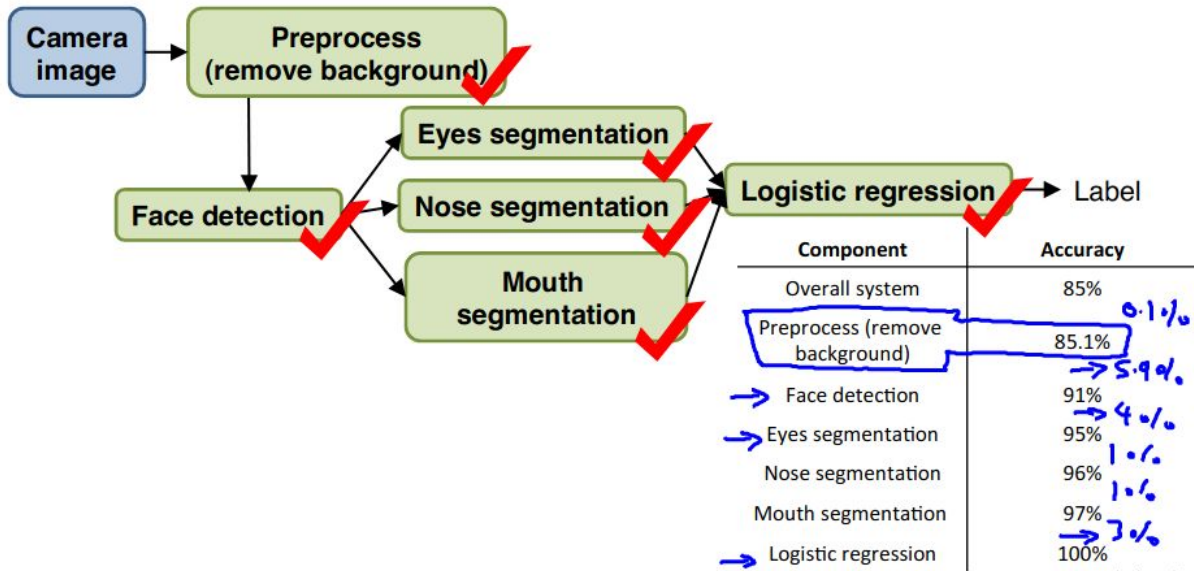 Camera
image
Preprocess
(remove background)
Eyes segmentation
Face detection
Nose segmentation
Mouth
segmentation
Logistic regression
Label
Component Accuracy
Overall system 85%
0.1%
Preprocess (remove
background) 85.1%
5.9%
Face detection 91%
4%
Eyes segmentation 95%
1%
Nose segmentation 96%
1%
Mouth segmentation 97%
3%
Logistic regression 100%